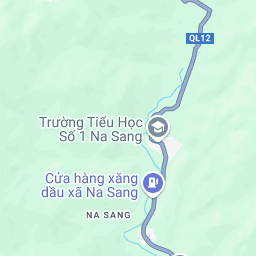 QL12
Trường Tiểu Học
Số 1 Na Sang
Cửa hàng xăng
dầu xã Na Sang
NA SANG